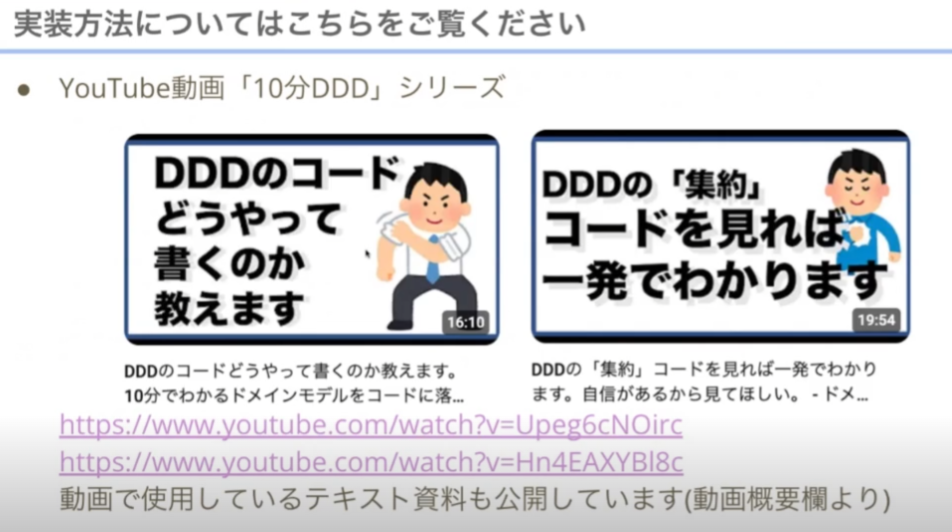 実装方法についてはこちらをご覧ください
● YouTube動画「10分DDD」シリーズ
DDDのコード
どうやって
書くのか
教えます
16:10
DDDの「集約」
コードを見れば
一発でわかります
19:54
DDDのコードどうやって書くのか教えます。
10分でわかるドメインモデルをコードに落...
DDDの「集約」コードを見れば一発でわかり
ます。自信があるから見てほしい。 - ドメ...
https://www.youtube.com/watch?v=Upeg6cNOirc
https://www.youtube.com/watch?v=Hn4EAXYBl8c
動画で使用しているテキスト資料も公開しています(動画概要欄より)